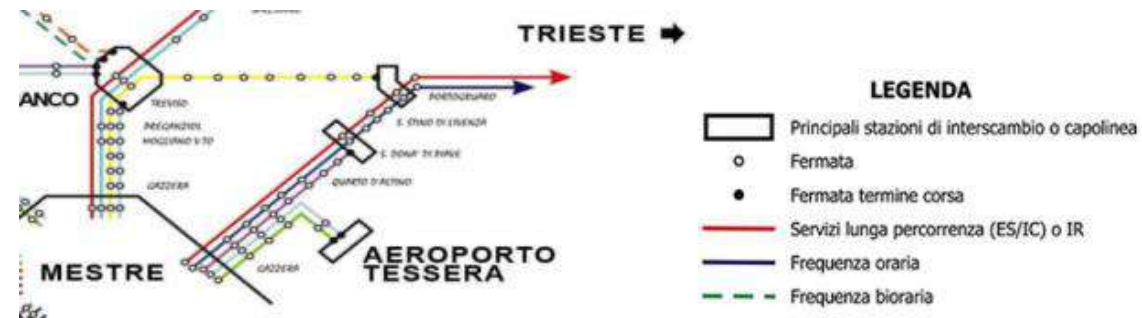 TRIESTE
ANCO
TREVISO
PREGANZIOL
MOGLIANO V.TO
GAZZERA
PORTOGRUARO
S. STINO DI LIVENZA
S. DONA' DI PIAVE
QUARTO D'ALTINO
GAZZERA
MESTRE
AEROPORTO
TESSERA
LEGENDA
Principali stazioni di interscambio o capolinea
Fermata
Fermata termine corsa
Servizi lunga percorrenza (ES/IC) o IR
Frequenza oraria
Frequenza bioraria